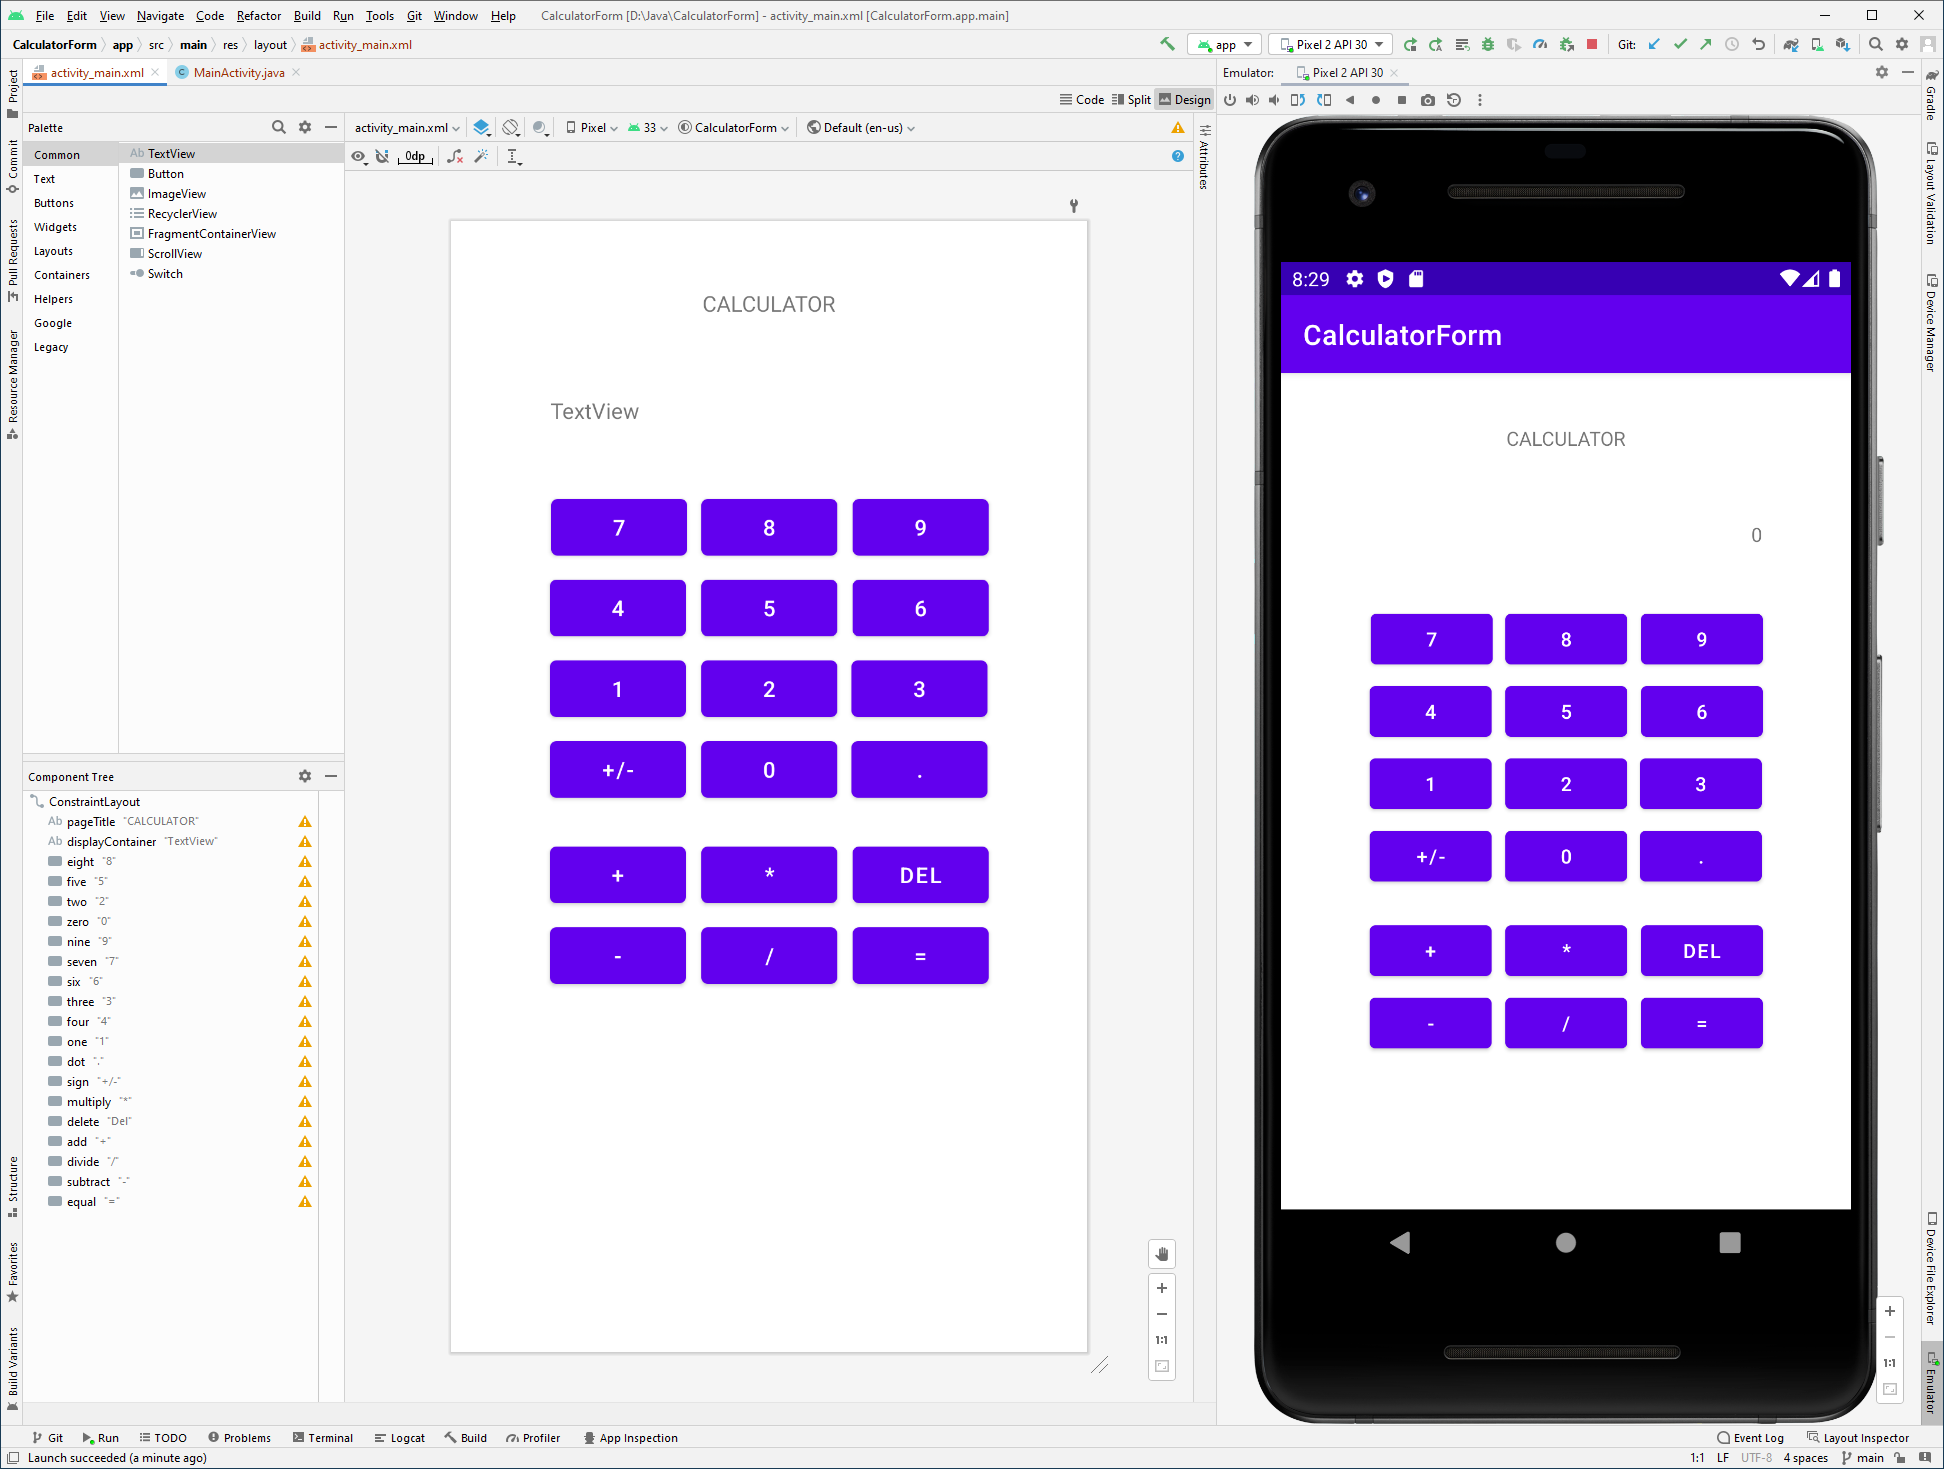 File Edit View Navigate Code Refactor Build Run Tools Git Window Help CalculatorForm [D:\Java\CalculatorForm] - activity_main.xml [CalculatorForm.app.main]
CalculatorForm app src main res layout activity_main.xml app Pixel 2 API 30 Git:
activity_main.xml MainActivity.java Emulator: Pixel 2 API 30
Code Split Design
Palette activity_main.xml Pixel 33 CalculatorForm Default (en-us)
0dp
Common
Text
Buttons
Widgets
Layouts
Containers
Helpers
Google
Legacy
Ab TextView
Button
ImageView
RecyclerView
FragmentContainerView
ScrollView
Switch
Component Tree
ConstraintLayout
Ab pageTitle "CALCULATOR"
Ab displayContainer "TextView"
eight "8"
five "5"
two "2"
zero "0"
nine "9"
seven "7"
six "6"
three "3"
four "4"
one "1"
dot "."
sign "+/-"
multiply "*"
delete "Del"
add "+"
divide "/"
subtract "-"
equal "="
CALCULATOR
TextView
7 8 9
4 5 6
1 2 3
+/- 0 .
+ * DEL
- / =
1:1
8:29
CalculatorForm
CALCULATOR
0
7 8 9
4 5 6
1 2 3
+/- 0 .
+ * DEL
- / =
1:1
Project
Commit
Pull Requests
Resource Manager
Structure
Favorites
Build Variants
Attributes
Gradle
Layout Validation
Device Manager
Device File Explorer
Emulator
Git Run TODO Problems Terminal Logcat Build Profiler App Inspection Event Log Layout Inspector
Launch succeeded (a minute ago) 1:1 LF UTF-8 4 spaces main